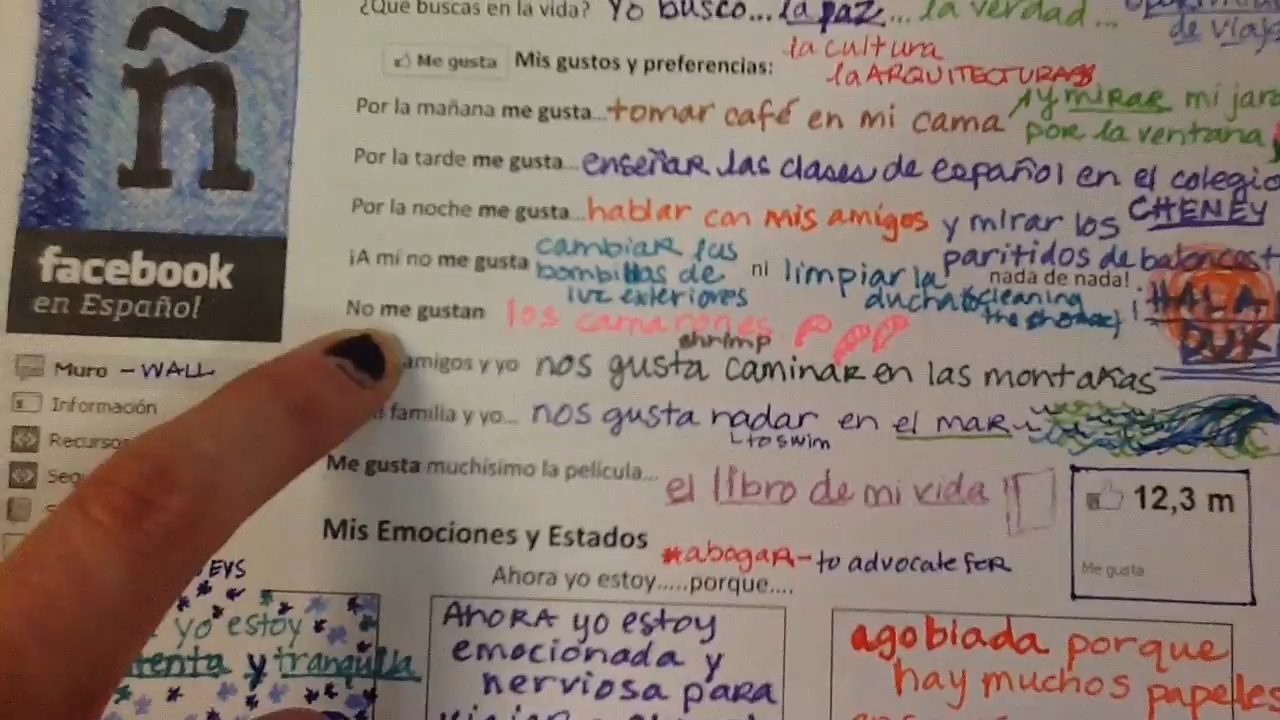 ¿Qué buscas en la vida? Yo busco... la paz... la verdad...
de viaje
la cultura
la ARQUITECTURA
Me gusta Mis gustos y preferencias:
Por la mañana me gusta... tomar café en mi cama y mirar mi
por la ventana
Por la tarde me gusta... enseñar las clases de español en el colegio
CHENEY
Por la noche me gusta... hablar con mis amigos y mirar los
paritidos de baloncest
¡A mí no me gusta cambiar las bombillas de luz exteriores ni limpiar la ducha nada de nada!
cleaning
the shower
¡HALA
DUK
No me gustan los camarones
shrimp
amigos y yo nos gusta caminar en las montañas
familia y yo... nos gusta nadar en el mar
to swim
Me gusta muchísimo la película... el libro de mi vida
12,3 m
Me gusta
Mis Emociones y Estados
*abogar - to advocate for
Ahora yo estoy.....porque....
Ahora yo estoy
emocionada y
nerviosa para
agobiada porque
hay muchos papeles
ñ
facebook
en Español
Muro - WALL
Información
Recurso
Seg
EVS
yo estoy
tenta y tranquila